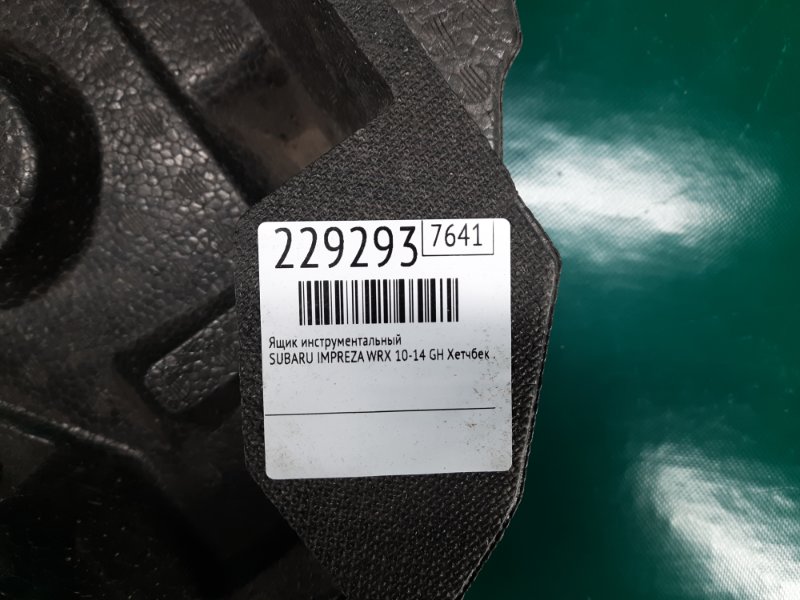 229293 7641
Ящик инструментальный
SUBARU IMPREZA WRX 10-14 GH Хетчбек